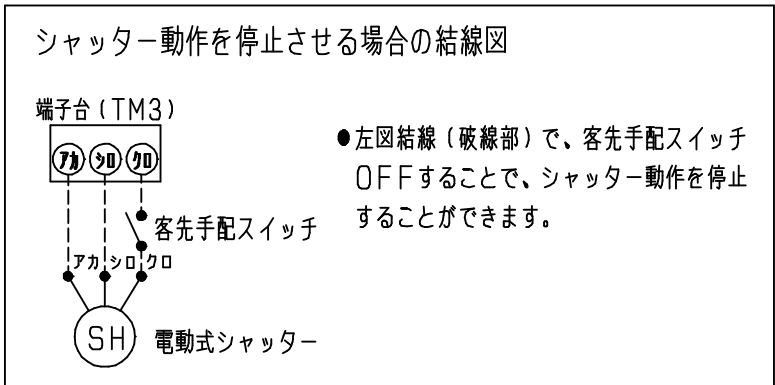 シャッター動作を停止させる場合の結線図
端子台(TM3)
アカ シロ クロ
●左図結線(破線部)で、客先手配スイッチ
OFFすることで、シャッター動作を停止
することができます。
客先手配スイッチ
アカ シロ クロ
SH 電動式シャッター